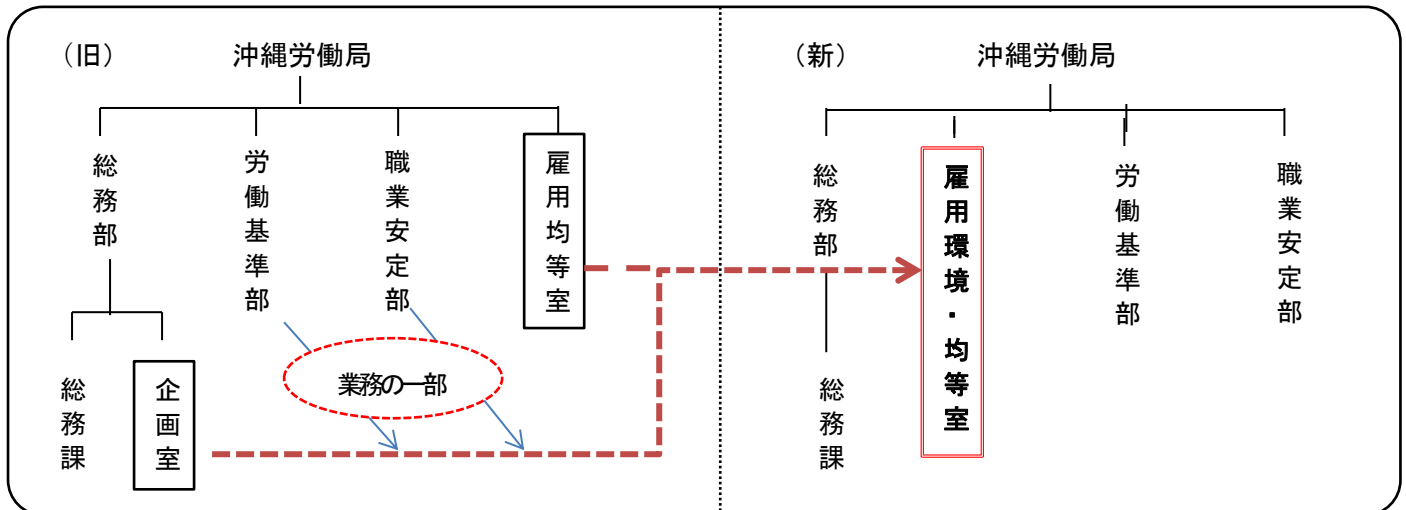 （旧）
沖縄労働局
総務部
労働基準部
職業安定部
雇用均等室
業務の一部
総務課
企画室
（新）
沖縄労働局
総務部
雇用環境・均等室
労働基準部
職業安定部
総務課